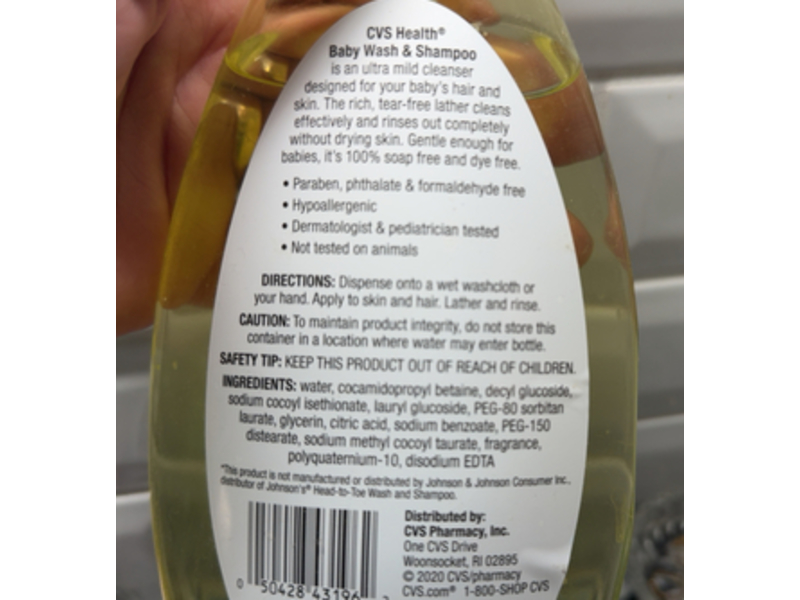 CVS Health®
Baby Wash & Shampoo
is an ultra mild cleanser
designed for your baby's hair and
skin. The rich, tear-free lather cleans
effectively and rinses out completely
without drying skin. Gentle enough for
babies, it's 100% soap free and dye free.
• Paraben, phthalate & formaldehyde free
• Hypoallergenic
• Dermatologist & pediatrician tested
• Not tested on animals
DIRECTIONS: Dispense onto a wet washcloth or
your hand. Apply to skin and hair. Lather and rinse.
CAUTION: To maintain product integrity, do not store this
container in a location where water may enter bottle.
SAFETY TIP: KEEP THIS PRODUCT OUT OF REACH OF CHILDREN.
INGREDIENTS: water, cocamidopropyl betaine, decyl glucoside,
sodium cocoyl isethionate, lauryl glucoside, PEG-80 sorbitan
laurate, glycerin, citric acid, sodium benzoate, PEG-150
distearate, sodium methyl cocoyl taurate, fragrance,
polyquaternium-10, disodium EDTA
*This product is not manufactured or distributed by Johnson & Johnson Consumer Inc.,
distributor of Johnson's® Head-to-Toe Wash and Shampoo.
Distributed by:
CVS Pharmacy, Inc.
One CVS Drive
Woonsocket, RI 02895
© 2020 CVS/pharmacy
CVS.com® 1-800-SHOP CVS
0 50428 43196